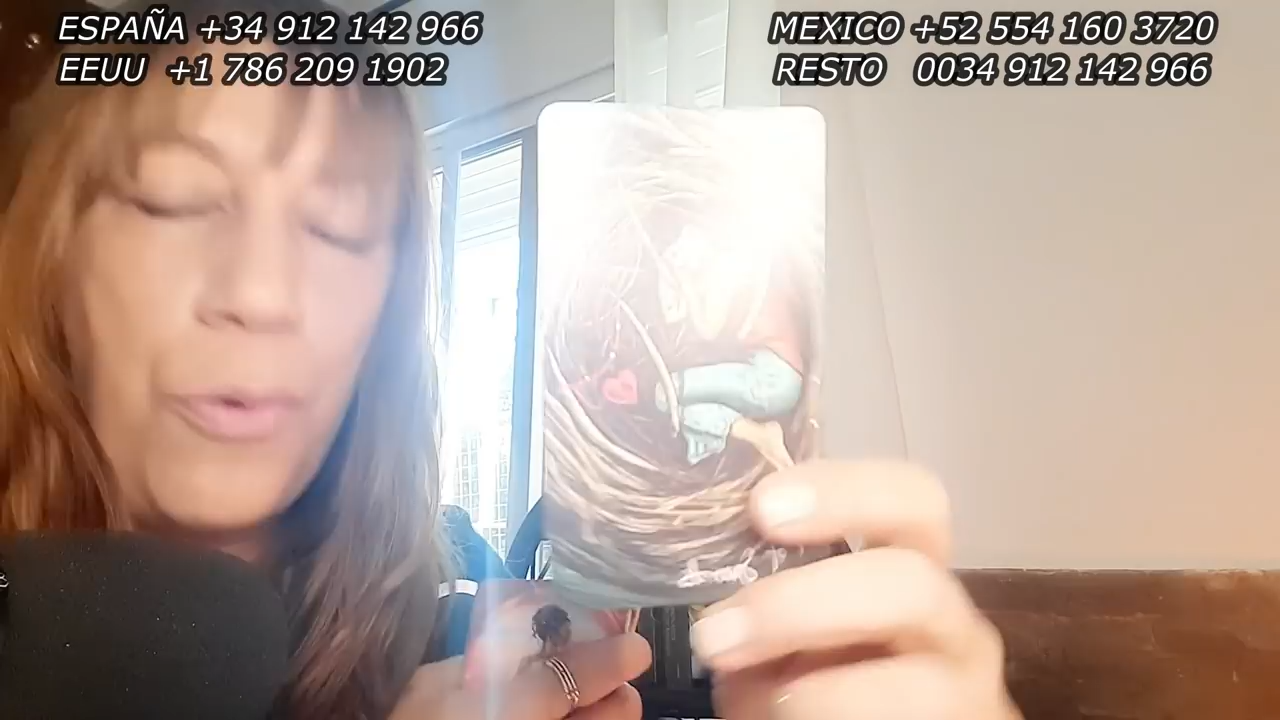 ESPAÑA +34 912 142 966
EEUU +1 786 209 1902
MEXICO +52 554 160 3720
RESTO 0034 912 142 966